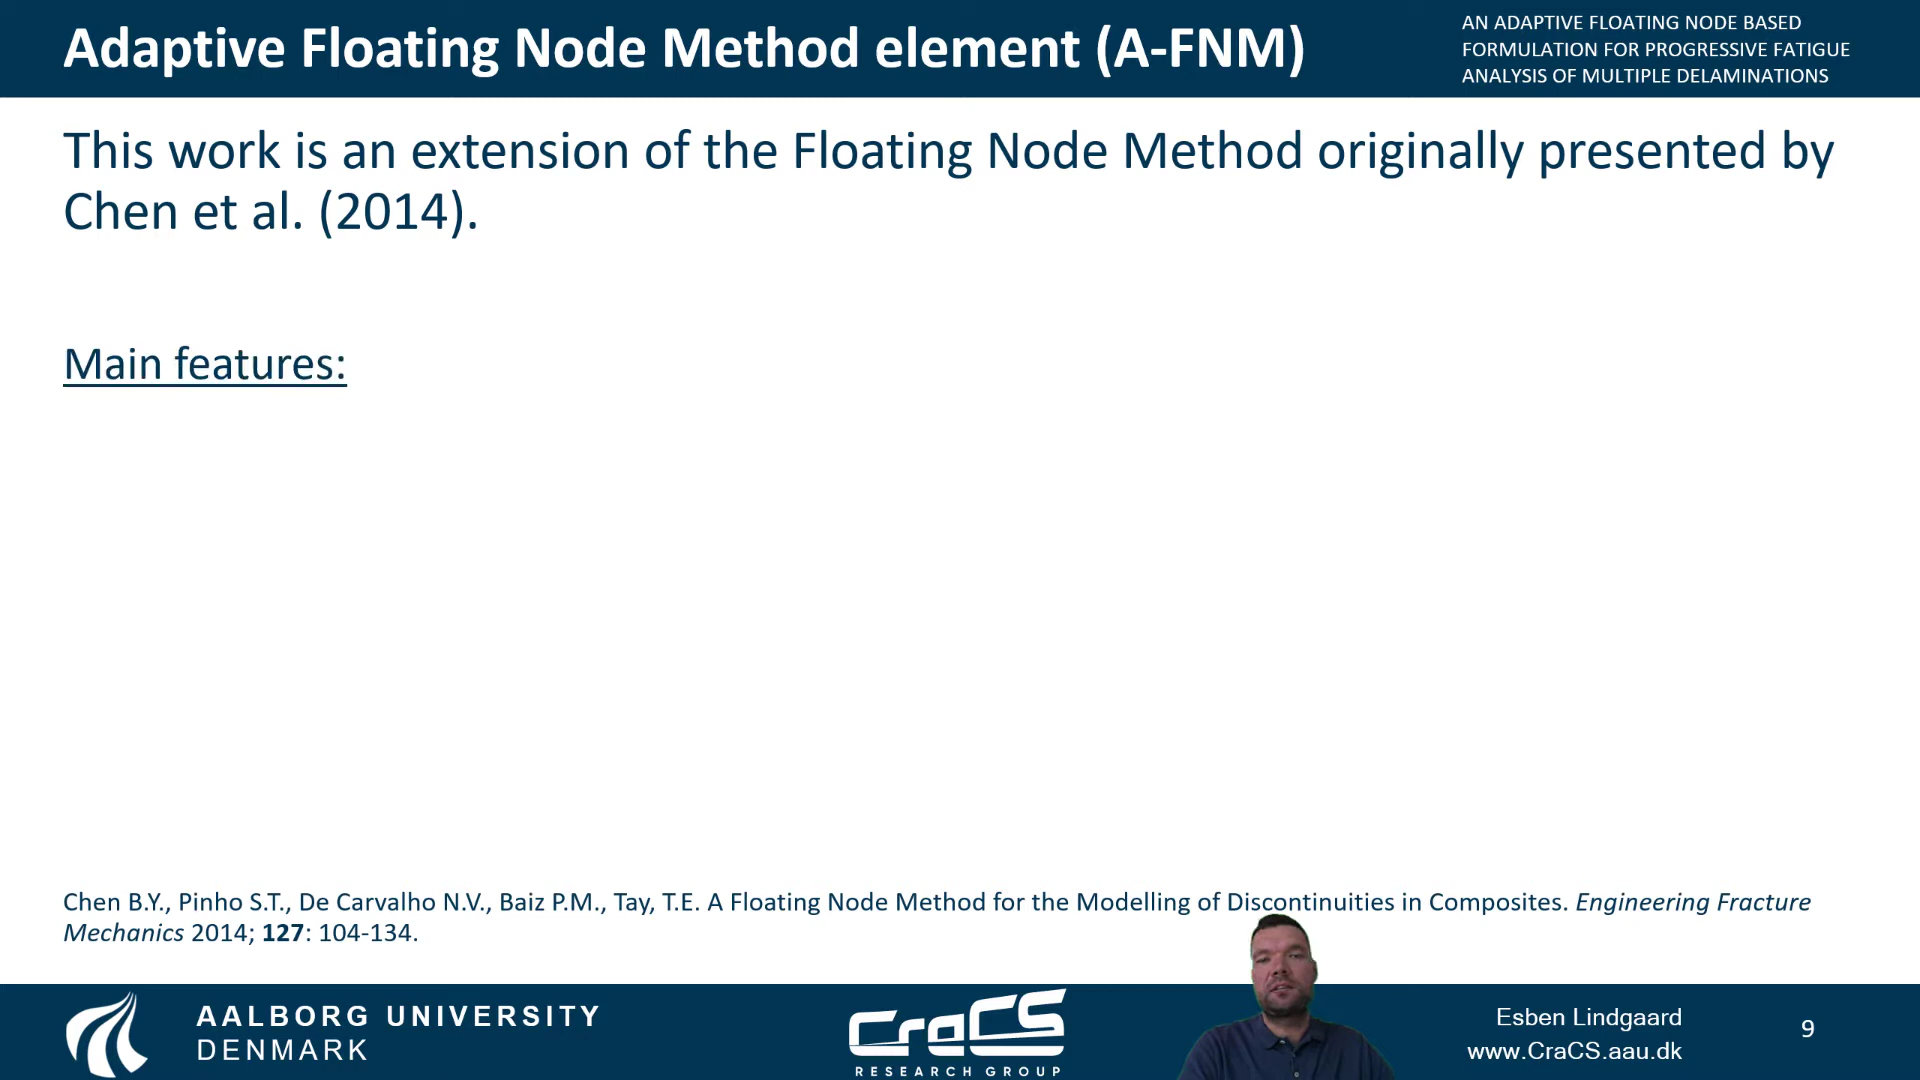 Adaptive Floating Node Method element (A-FNM)
AN ADAPTIVE FLOATING NODE BASED
FORMULATION FOR PROGRESSIVE FATIGUE
ANALYSIS OF MULTIPLE DELAMINATIONS
This work is an extension of the Floating Node Method originally presented by
Chen et al. (2014).
Main features:
Chen B.Y., Pinho S.T., De Carvalho N.V., Baiz P.M., Tay, T.E. A Floating Node Method for the Modelling of Discontinuities in Composites. Engineering Fracture
Mechanics 2014; 127: 104-134.
AALBORG UNIVERSITY
DENMARK
CraCS
RESEARCH GROUP
Esben Lindgaard
www.CraCS.aau.dk
9